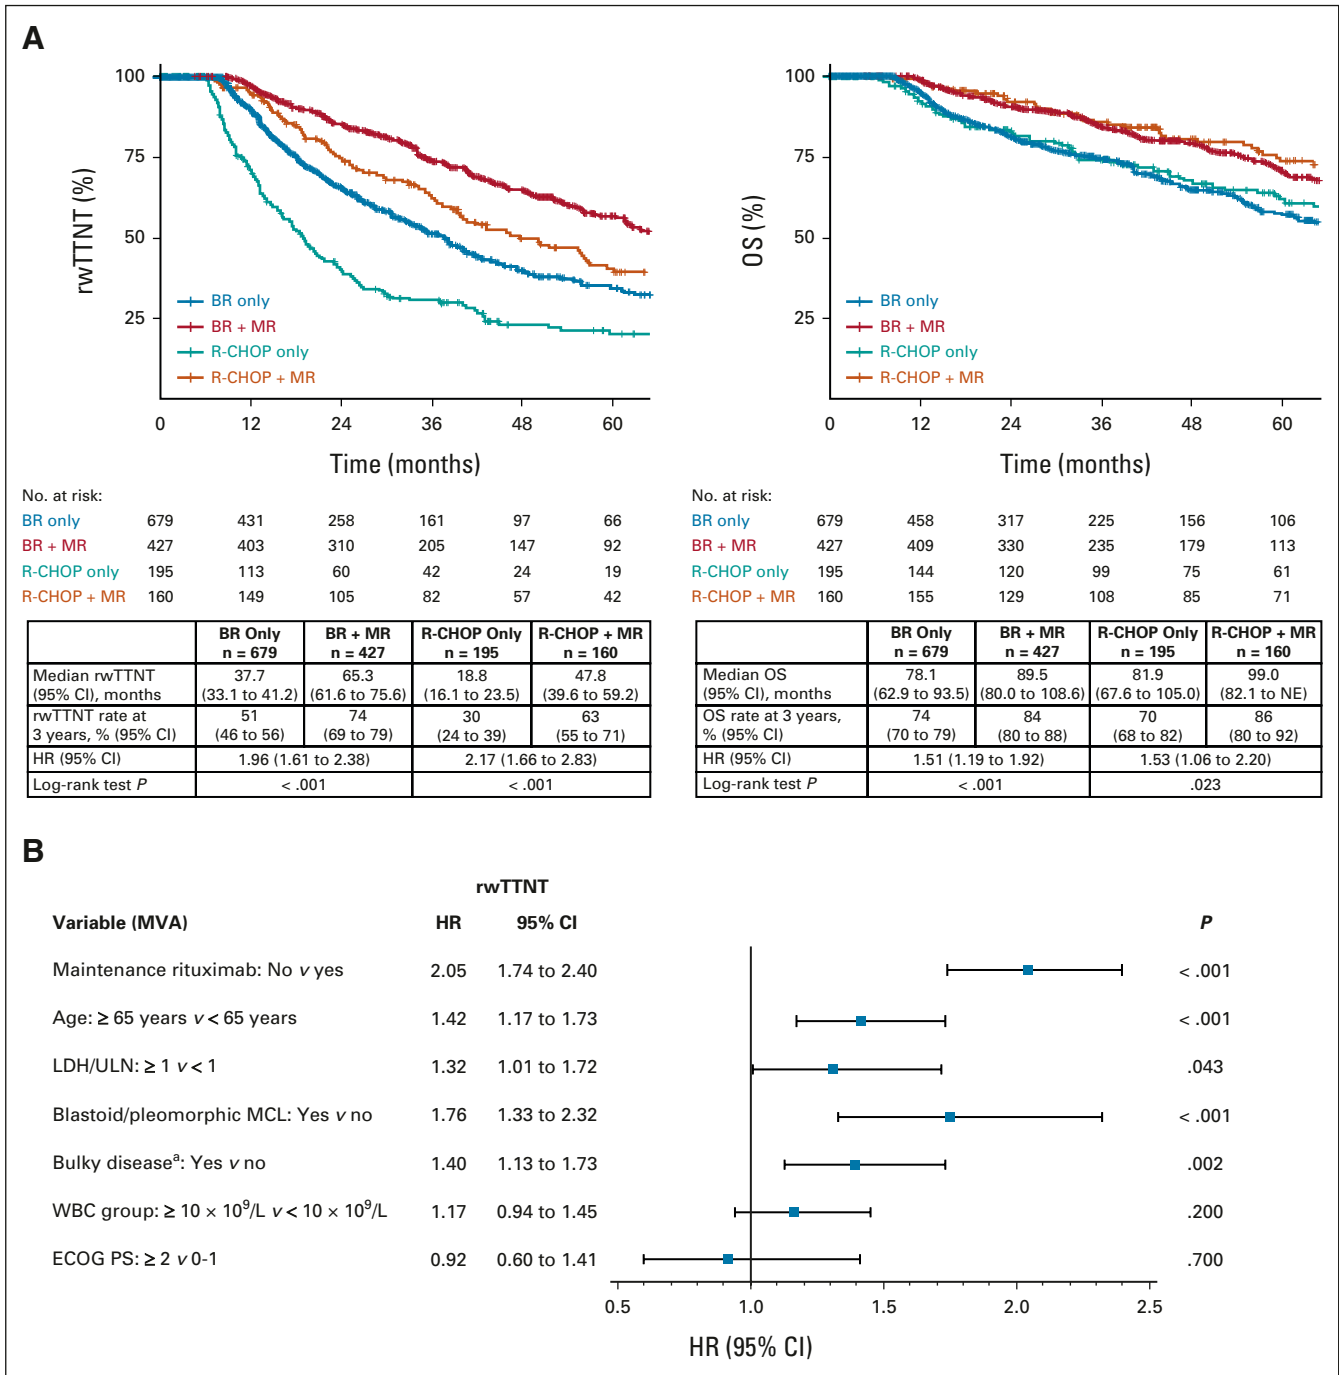 A
100
75
50
25
rwTTNT (%)
BR only
BR + MR
R-CHOP only
R-CHOP + MR
0 12 24 36 48 60
Time (months)
100
75
50
25
OS (%)
BR only
BR + MR
R-CHOP only
R-CHOP + MR
0 12 24 36 48 60
Time (months)
No. at risk:
BR only 679 431 258 161 97 66
BR + MR 427 403 310 205 147 92
R-CHOP only 195 113 60 42 24 19
R-CHOP + MR 160 149 105 82 57 42
No. at risk:
BR only 679 458 317 225 156 106
BR + MR 427 409 330 235 179 113
R-CHOP only 195 144 120 99 75 61
R-CHOP + MR 160 155 129 108 85 71
BR Only BR + MR R-CHOP Only R-CHOP + MR
n = 679 n = 427 n = 195 n = 160
Median rwTTNT 37.7 65.3 18.8 47.8
(95% CI), months (33.1 to 41.2) (61.6 to 75.6) (16.1 to 23.5) (39.6 to 59.2)
rwTTNT rate at 51 74 30 63
3 years, % (95% CI) (46 to 56) (69 to 79) (24 to 39) (55 to 71)
HR (95% CI) 1.96 (1.61 to 2.38) 2.17 (1.66 to 2.83)
Log-rank test P < .001 < .001
BR Only BR + MR R-CHOP Only R-CHOP + MR
n = 679 n = 427 n = 195 n = 160
Median OS 78.1 89.5 81.9 99.0
(95% CI), months (62.9 to 93.5) (80.0 to 108.6) (67.6 to 105.0) (82.1 to NE)
OS rate at 3 years, 74 84 70 86
% (95% CI) (70 to 79) (80 to 88) (68 to 82) (80 to 92)
HR (95% CI) 1.51 (1.19 to 1.92) 1.53 (1.06 to 2.20)
Log-rank test P < .001 .023
B
rwTTNT
Variable (MVA) HR 95% CI P
Maintenance rituximab: No v yes 2.05 1.74 to 2.40 < .001
Age: ≥ 65 years v < 65 years 1.42 1.17 to 1.73 < .001
LDH/ULN: ≥ 1 v < 1 1.32 1.01 to 1.72 .043
Blastoid/pleomorphic MCL: Yes v no 1.76 1.33 to 2.32 < .001
Bulky diseaseᵃ: Yes v no 1.40 1.13 to 1.73 .002
WBC group: ≥ 10 × 10⁹/L v < 10 × 10⁹/L 1.17 0.94 to 1.45 .200
ECOG PS: ≥ 2 v 0-1 0.92 0.60 to 1.41 .700
0.5 1.0 1.5 2.0 2.5
HR (95% CI)